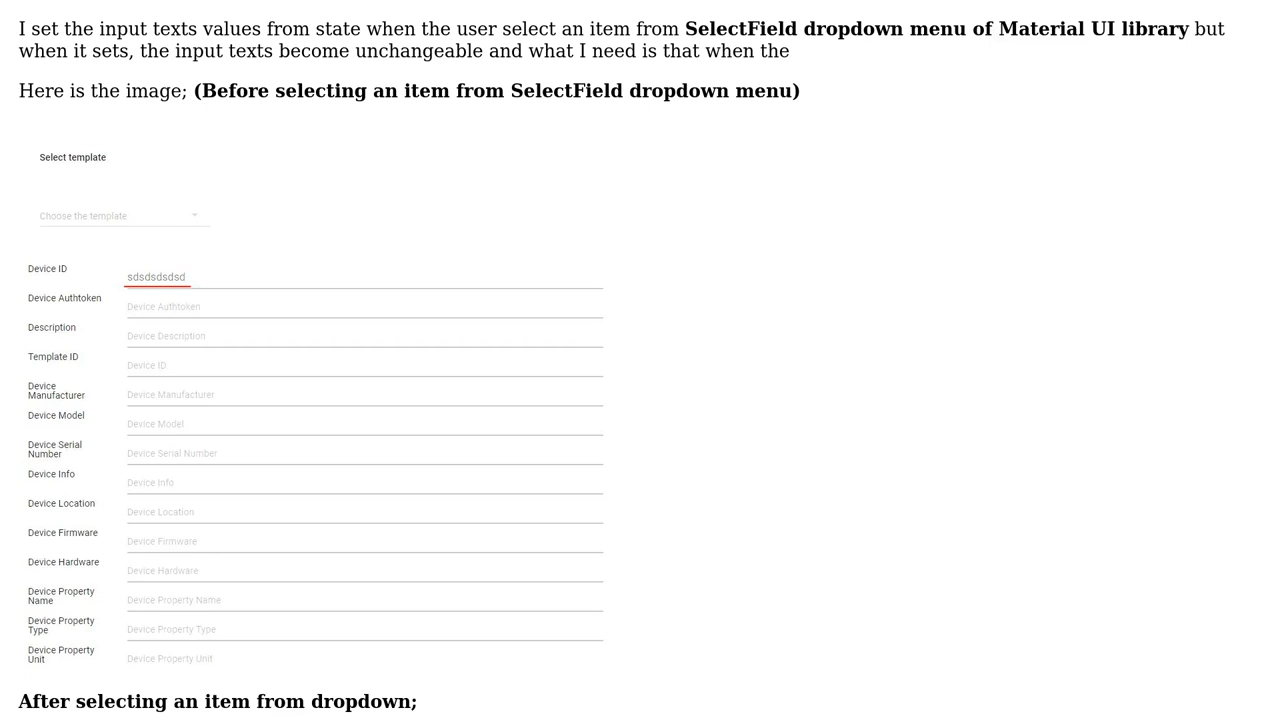 I set the input texts values from state when the user select an item from SelectField dropdown menu of Material UI library but
when it sets, the input texts become unchangeable and what I need is that when the
Here is the image; (Before selecting an item from SelectField dropdown menu)
Select template
Choose the template
Device ID
sdsdsdsdsd
Device Authtoken
Device Authtoken
Description
Device Description
Template ID
Device ID
Device
Manufacturer
Device Manufacturer
Device Model
Device Model
Device Serial
Number
Device Serial Number
Device Info
Device Info
Device Location
Device Location
Device Firmware
Device Firmware
Device Hardware
Device Hardware
Device Property
Name
Device Property Name
Device Property
Type
Device Property Type
Device Property
Unit
Device Property Unit
After selecting an item from dropdown;